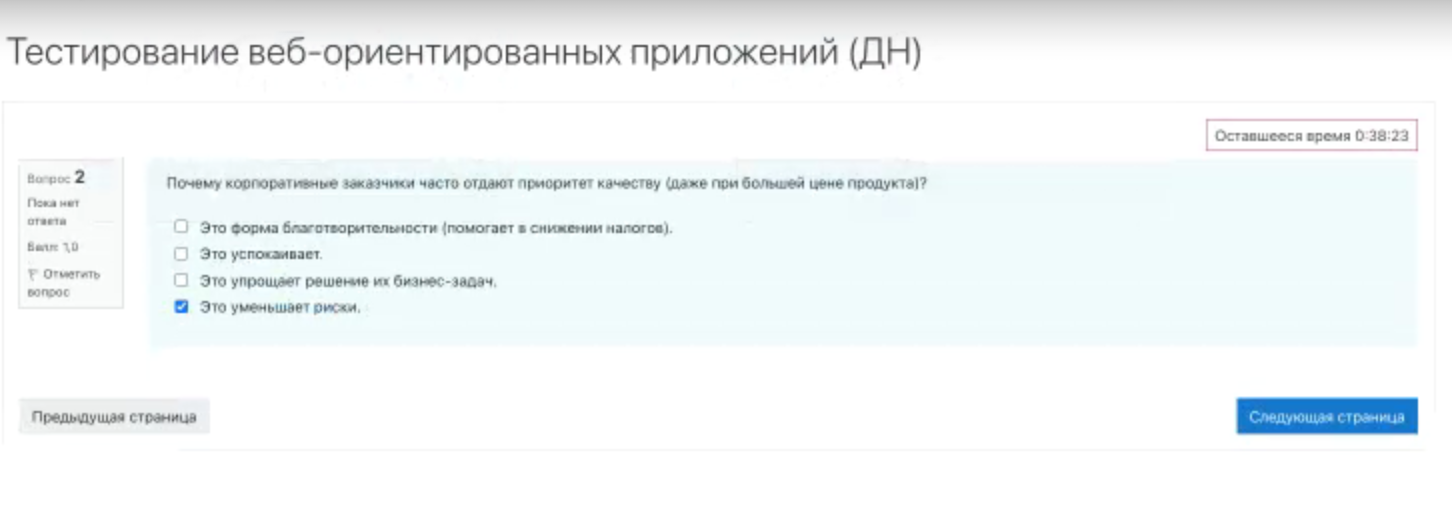 Тестирование веб-ориентированных приложений (ДН)
Оставшееся время 0:38:23
Вопрос 2
Пока нет
ответа
Балл: 1,0
Отметить
вопрос
Почему корпоративные заказчики часто отдают приоритет качеству (даже при большей цене продукта)?
Это форма благотворительности (помогает в снижении налогов).
Это успокаивает.
Это упрощает решение их бизнес-задач.
Это уменьшает риски.
Предыдущая страница
Следующая страница